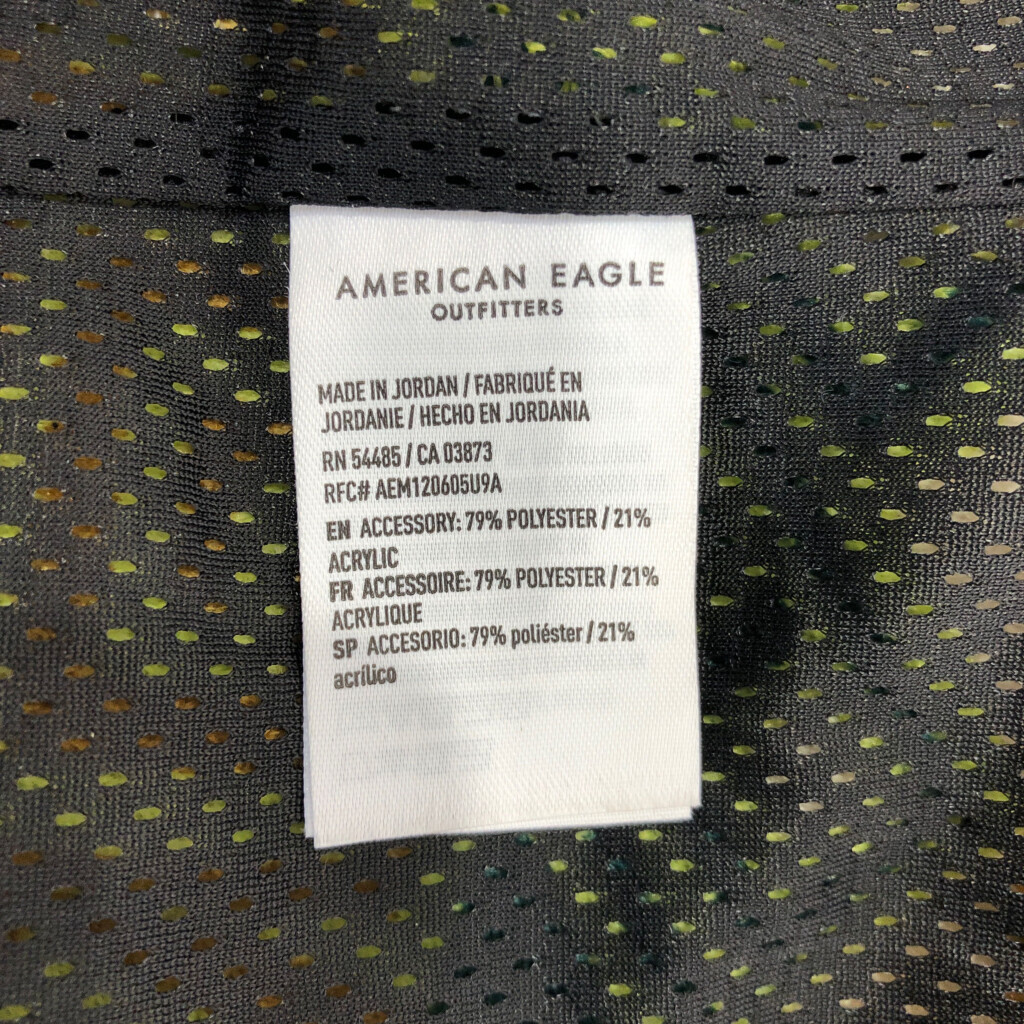 AMERICAN EAGLE
OUTFITTERS
MADE IN JORDAN / FABRIQUÉ EN
JORDANIE / HECHO EN JORDANIA
RN 54485 / CA 03873
RFC# AEM120605U9A
EN ACCESSORY: 79% POLYESTER / 21%
ACRYLIC
FR ACCESSOIRE: 79% POLYESTER / 21%
ACRYLIQUE
SP ACCESORIO: 79% poliéster / 21%
acrílico